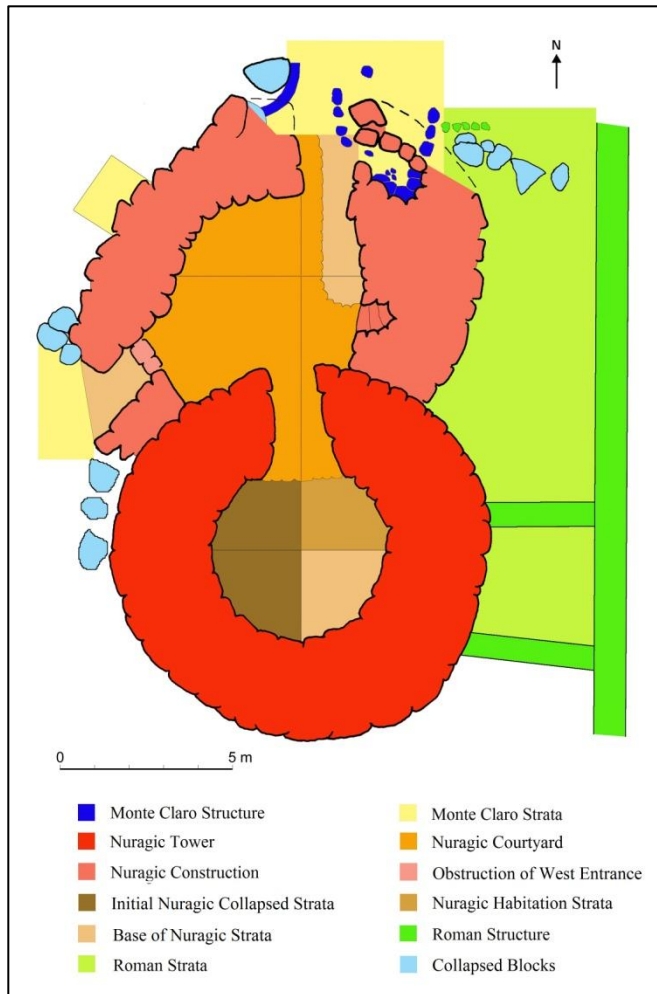 N
0 5 m
Monte Claro Structure
Nuragic Tower
Nuragic Construction
Initial Nuragic Collapsed Strata
Base of Nuragic Strata
Roman Strata
Monte Claro Strata
Nuragic Courtyard
Obstruction of West Entrance
Nuragic Habitation Strata
Roman Structure
Collapsed Blocks